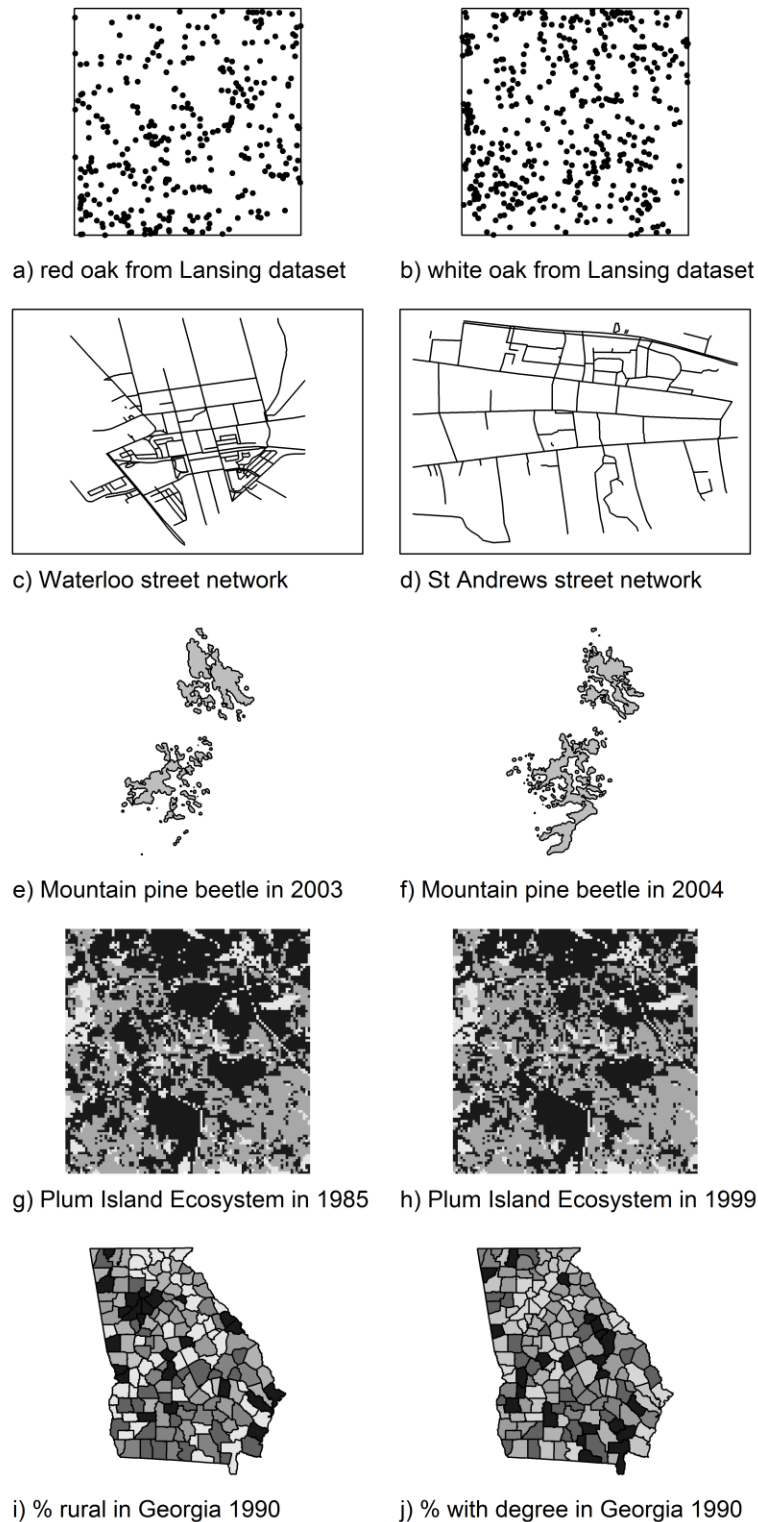 a) red oak from Lansing dataset
b) white oak from Lansing dataset
c) Waterloo street network
d) St Andrews street network
e) Mountain pine beetle in 2003
f) Mountain pine beetle in 2004
g) Plum Island Ecosystem in 1985
h) Plum Island Ecosystem in 1999
i) % rural in Georgia 1990
j) % with degree in Georgia 1990